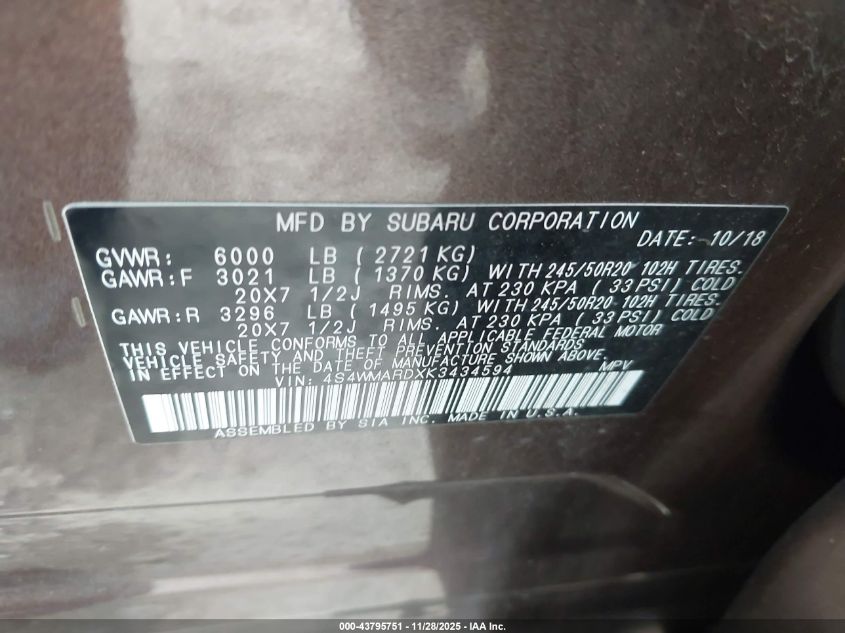 MFD BY SUBARU CORPORATION
DATE: 10/18
GVWR: 6000 LB ( 2721 KG)
GAWR:F 3021 LB ( 1370 KG) WITH 245/50R20 102H TIRES.
20X7 1/2J RIMS. AT 230 KPA ( 33 PSI) COLD
GAWR:R 3296 LB ( 1495 KG) WITH 245/50R20 102H TIRES.
20X7 1/2J RIMS. AT 230 KPA ( 33 PSI) COLD
THIS VEHICLE CONFORMS TO ALL APPLICABLE FEDERAL MOTOR
VEHICLE SAFETY AND THEFT PREVENTION STANDARDS
IN EFFECT ON THE DATE OF MANUFACTURE SHOWN ABOVE.
VIN: 4S4WMARDXK3434594 MPV
ASSEMBLED BY SIA INC. MADE IN U.S.A.
000-43795751 | 11/28/2025 | IAA Inc.